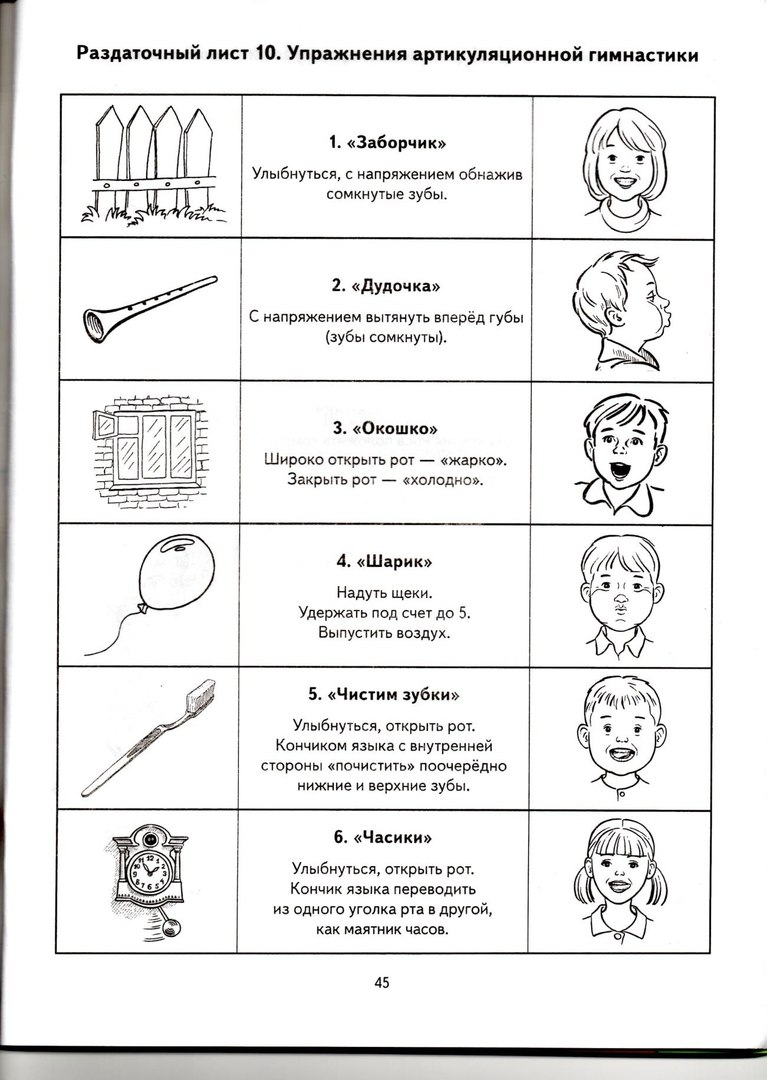 Раздаточный лист 10. Упражнения артикуляционной гимнастики
1. «Заборчик»
Улыбнуться, с напряжением обнажив
сомкнутые зубы.
2. «Дудочка»
С напряжением вытянуть вперёд губы
(зубы сомкнуты).
3. «Окошко»
Широко открыть рот — «жарко».
Закрыть рот — «холодно».
4. «Шарик»
Надуть щеки.
Удержать под счет до 5.
Выпустить воздух.
5. «Чистим зубки»
Улыбнуться, открыть рот.
Кончиком языка с внутренней
стороны «почистить» поочерёдно
нижние и верхние зубы.
6. «Часики»
Улыбнуться, открыть рот.
Кончик языка переводить
из одного уголка рта в другой,
как маятник часов.
45